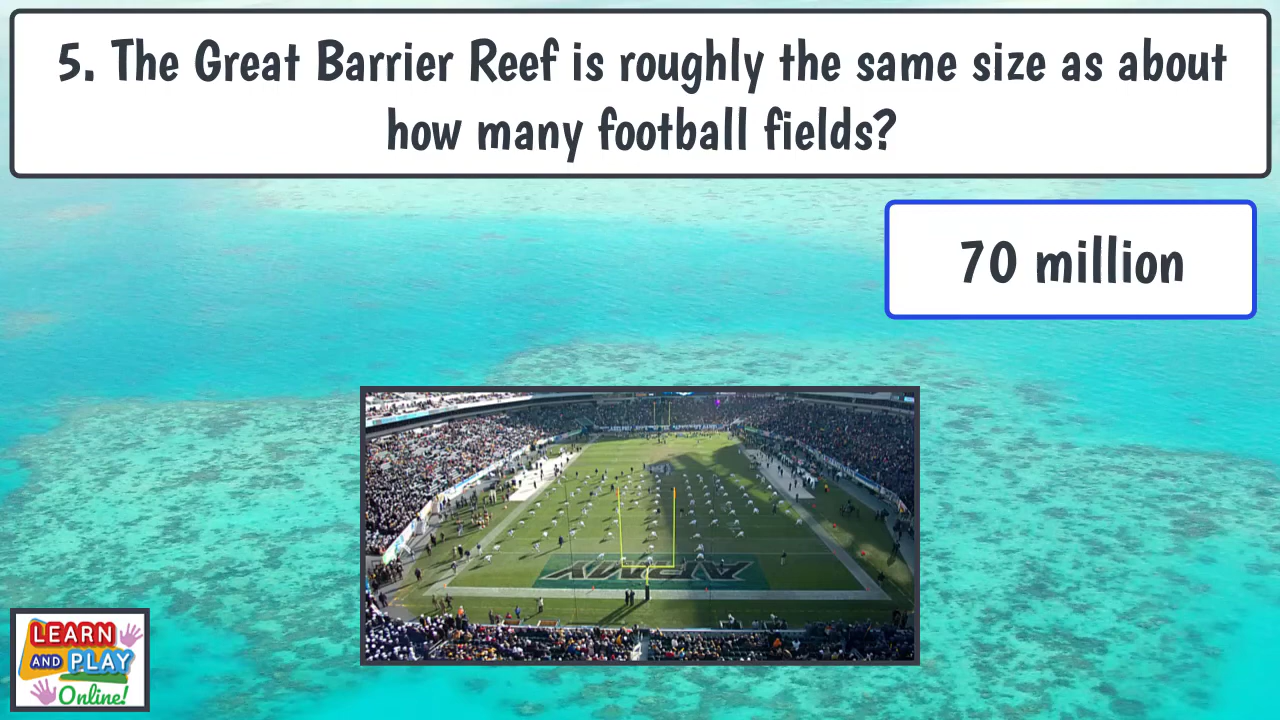 5. The Great Barrier Reef is roughly the same size as about
how many football fields?
70 million
ARMY
LEARN
AND PLAY
Online!